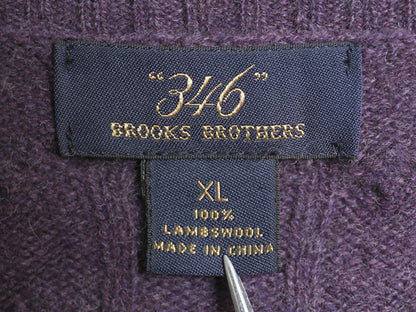 "346"
BROOKS BROTHERS
XL
100%
LAMBSWOOL
MADE IN CHINA